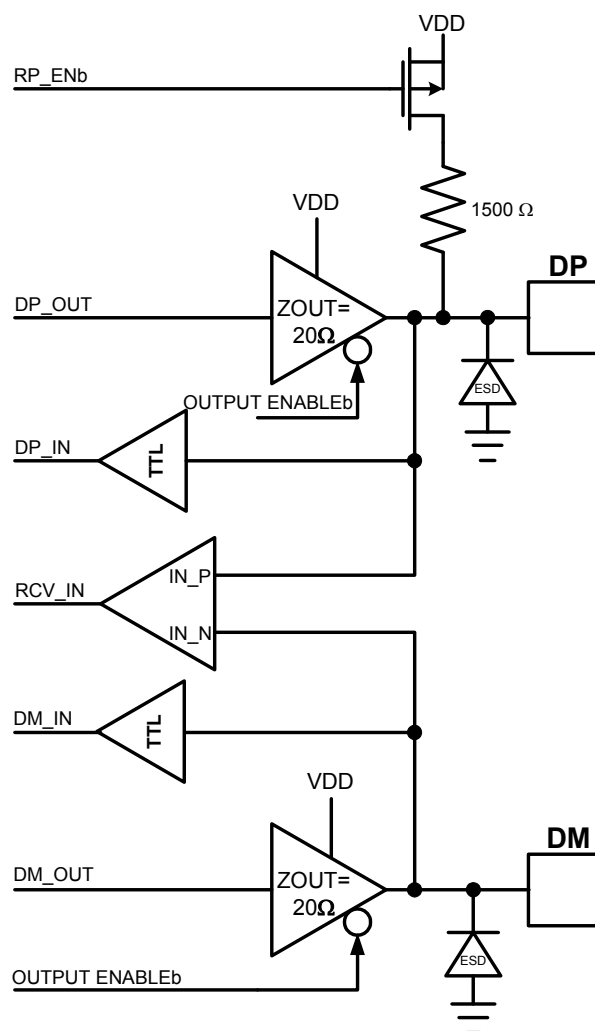 VDD
RP_ENb
1500 Ω
VDD
DP
DP_OUT
ZOUT=
20Ω
ESD
OUTPUT ENABLEb
DP_IN
TTL
IN_P
RCV_IN
IN_N
DM_IN
TTL
VDD
DM
DM_OUT
ZOUT=
20Ω
ESD
OUTPUT ENABLEb